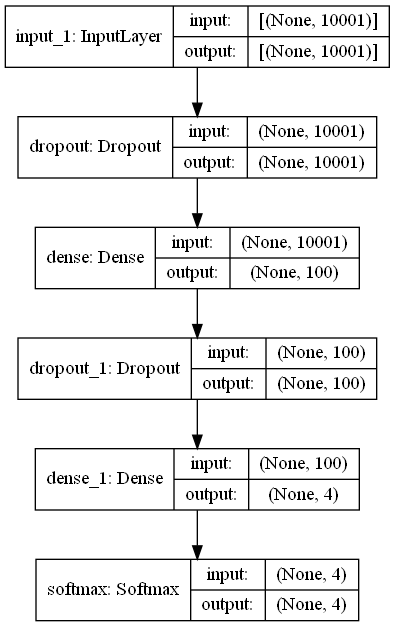 input_1: InputLayer
input: [(None, 10001)]
output: [(None, 10001)]
dropout: Dropout
input: (None, 10001)
output: (None, 10001)
dense: Dense
input: (None, 10001)
output: (None, 100)
dropout_1: Dropout
input: (None, 100)
output: (None, 100)
dense_1: Dense
input: (None, 100)
output: (None, 4)
softmax: Softmax
input: (None, 4)
output: (None, 4)